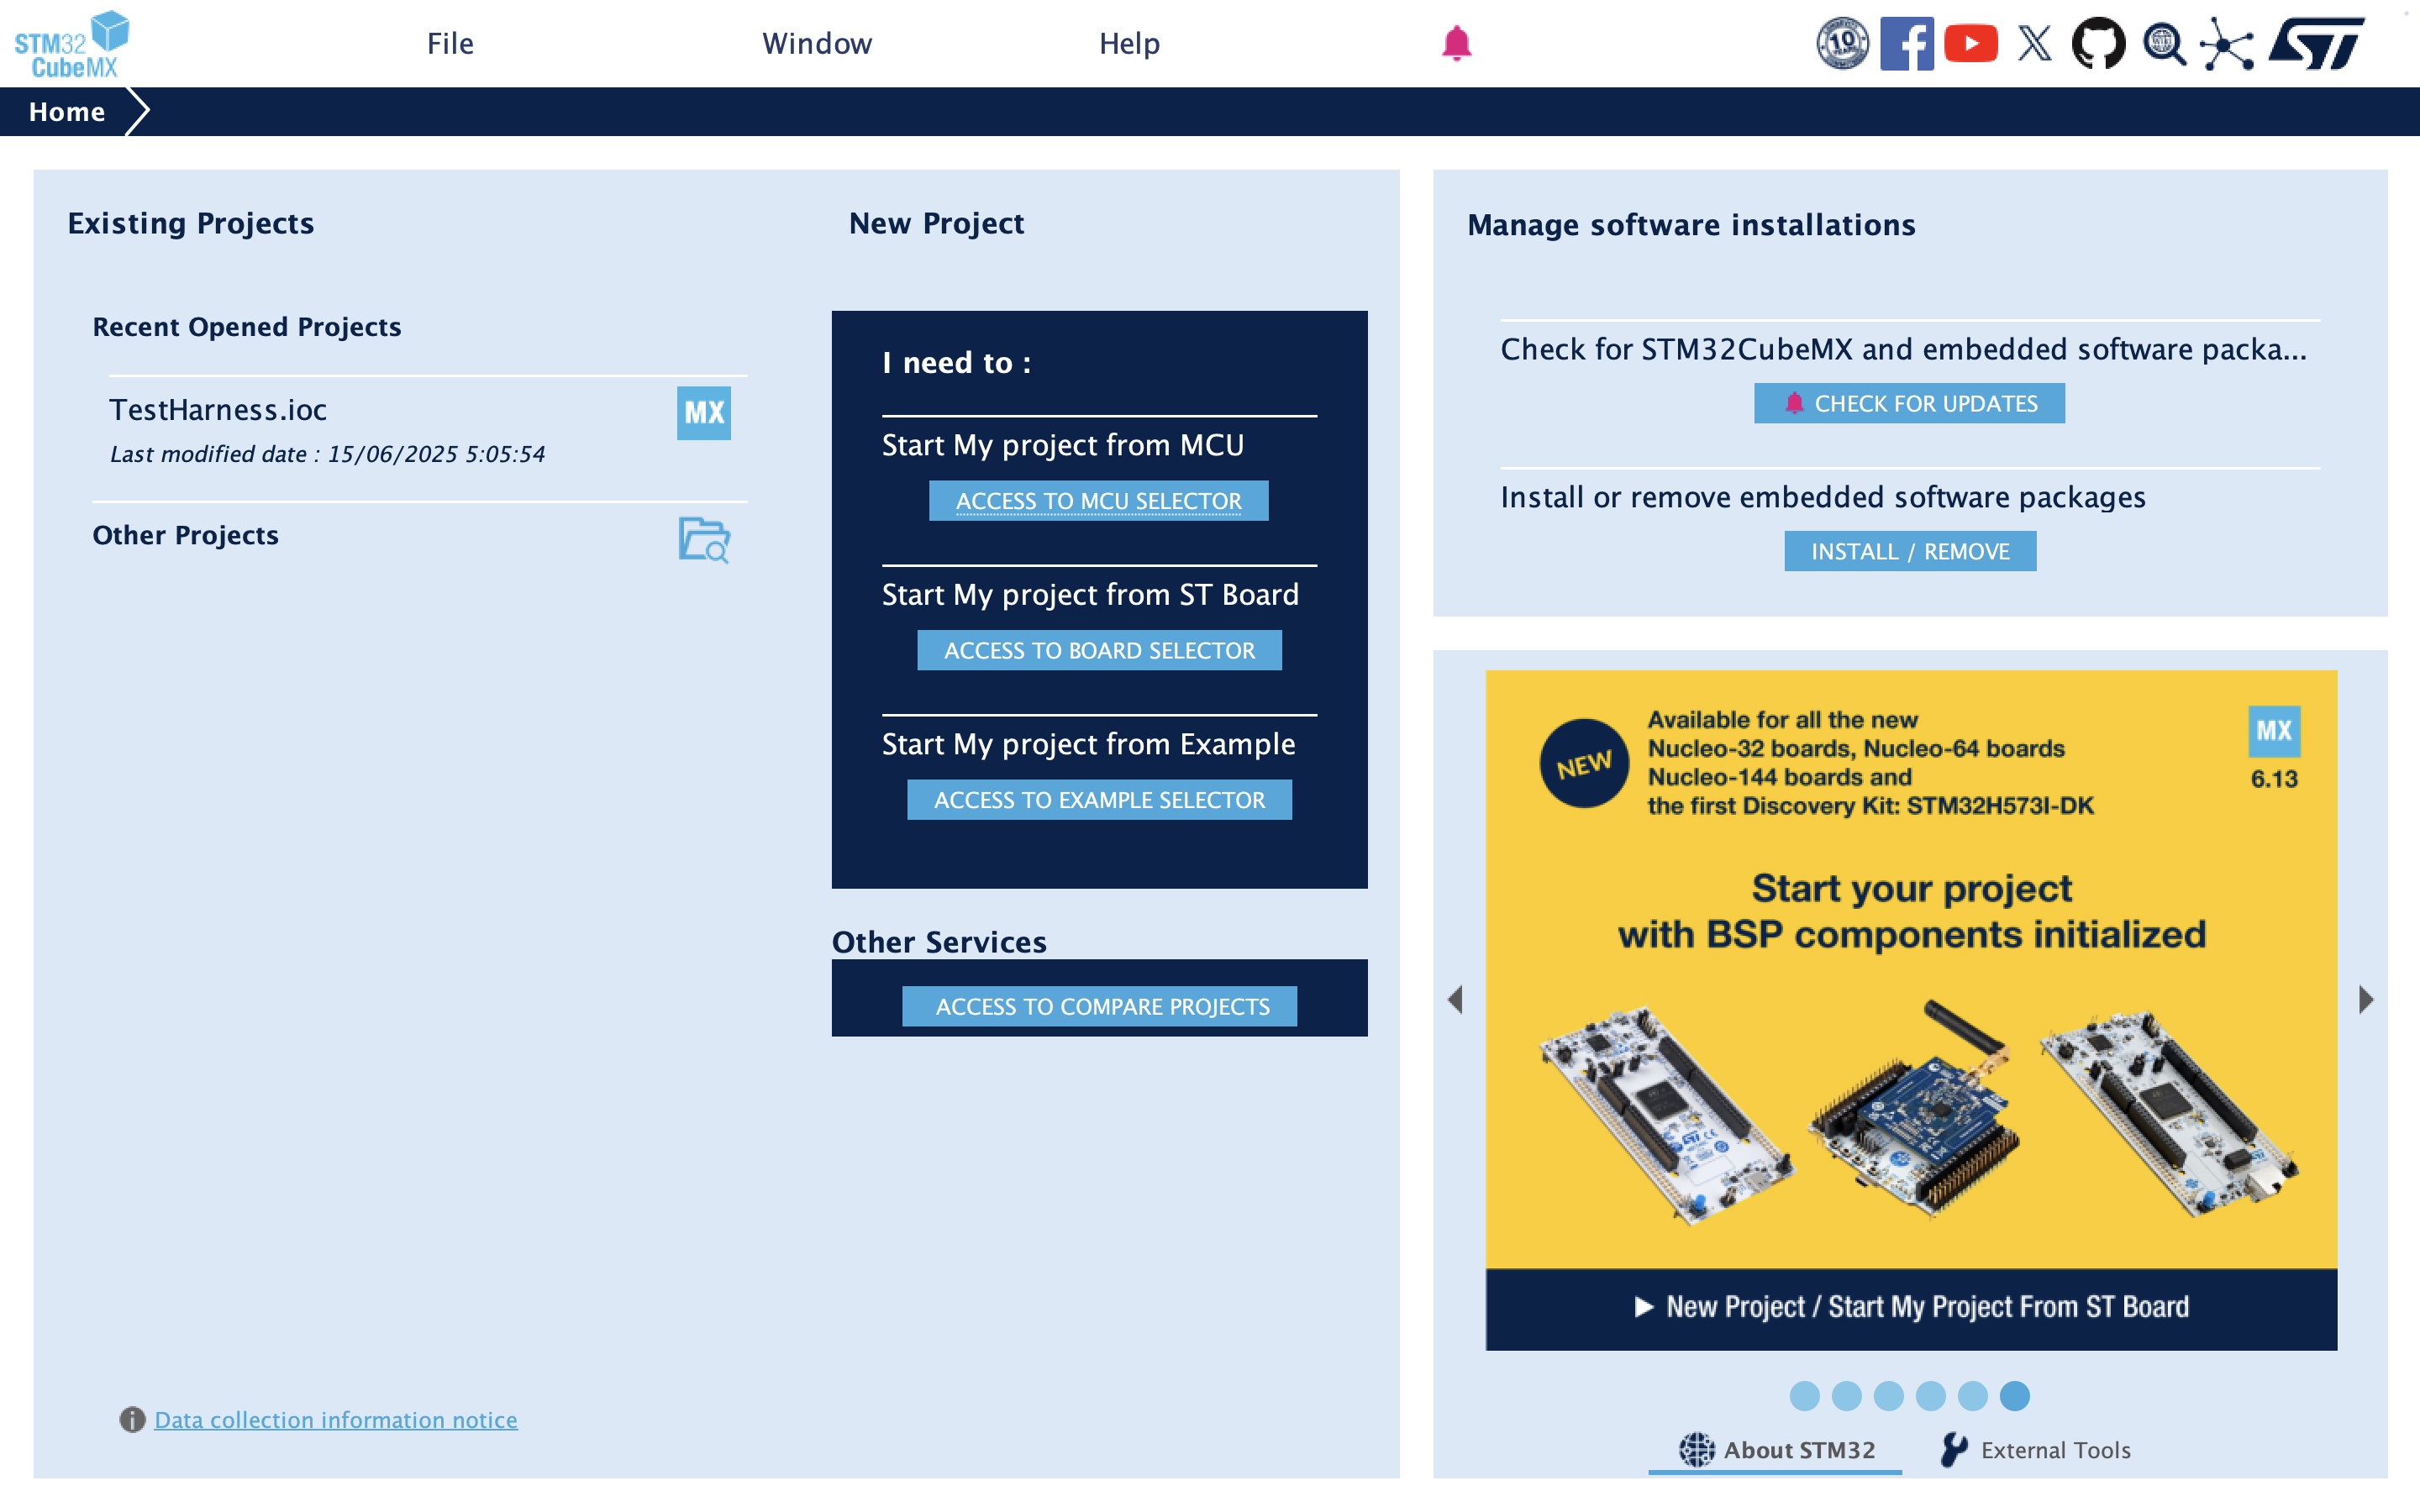 STM32
CubeMX
File
Window
Help
10
YEARS
Home
Existing Projects
Recent Opened Projects
TestHarness.ioc
MX
Last modified date : 15/06/2025 5:05:54
Other Projects
Data collection information notice
New Project
I need to :
Start My project from MCU
ACCESS TO MCU SELECTOR
Start My project from ST Board
ACCESS TO BOARD SELECTOR
Start My project from Example
ACCESS TO EXAMPLE SELECTOR
Other Services
ACCESS TO COMPARE PROJECTS
Manage software installations
Check for STM32CubeMX and embedded software packa...
CHECK FOR UPDATES
Install or remove embedded software packages
INSTALL / REMOVE
NEW
Available for all the new
Nucleo-32 boards, Nucleo-64 boards
Nucleo-144 boards and
the first Discovery Kit: STM32H573I-DK
MX
6.13
Start your project
with BSP components initialized
New Project / Start My Project From ST Board
About STM32
External Tools